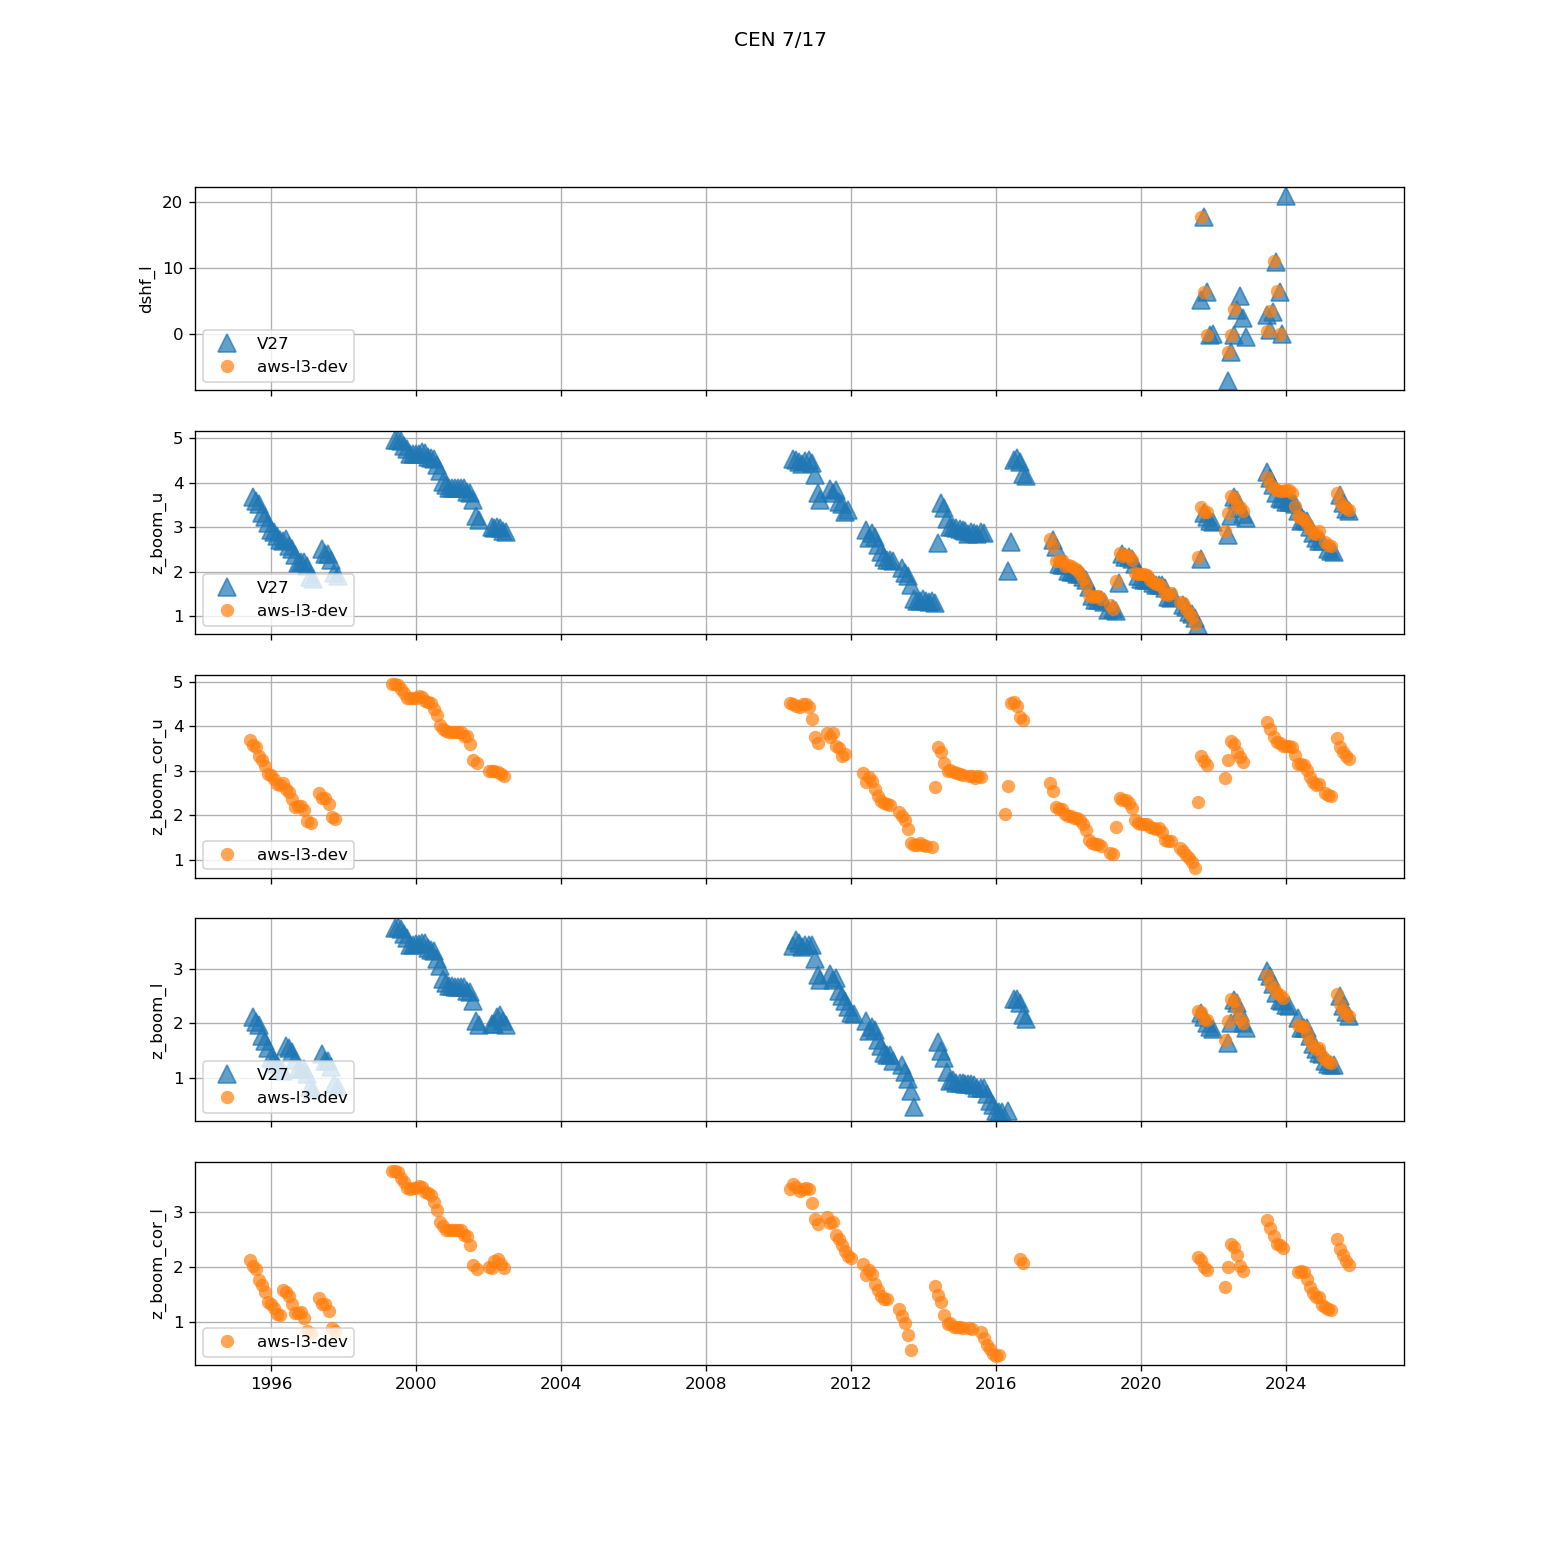 CEN 7/17
dshf_l
20
10
0
V27
aws-l3-dev
z_boom_u
5
4
3
2
1
V27
aws-l3-dev
z_boom_cor_u
5
4
3
2
1
aws-l3-dev
z_boom_l
3
2
1
V27
aws-l3-dev
z_boom_cor_l
3
2
1
aws-l3-dev
1996 2000 2004 2008 2012 2016 2020 2024